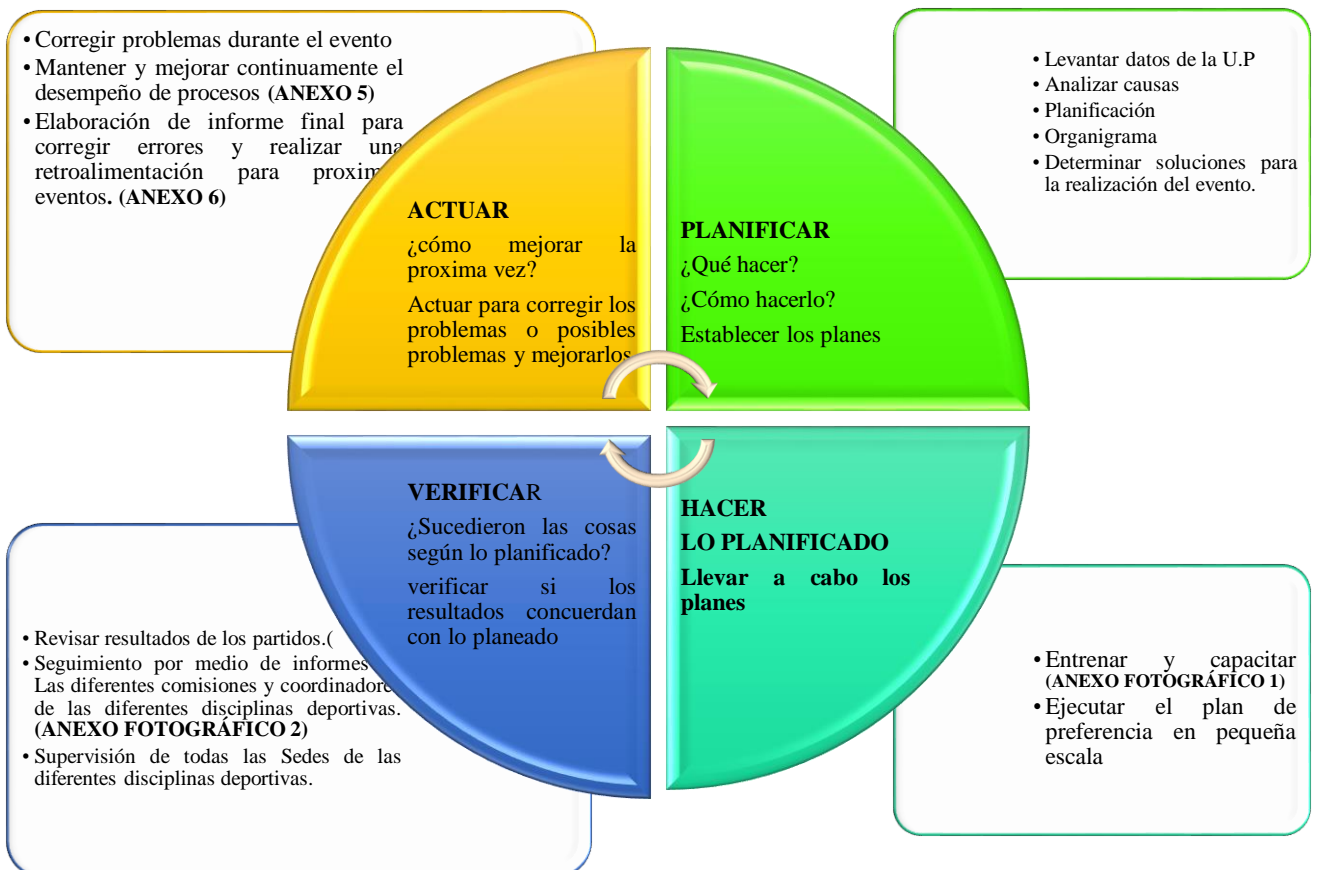 • Corregir problemas durante el evento
• Mantener y mejorar continuamente el
desempeño de procesos (ANEXO 5)
• Elaboración de informe final para
corregir errores y realizar una
retroalimentación para
eventos. (ANEXO 6)
• Levantar datos de la U.P
• Analizar causas
• Planificación
• Organigrama
• Determinar soluciones para
la realización del evento.
ACTUAR
¿cómo mejorar la
proxima vez?
Actuar para corregir los
problemas o posibles
problemas y mejorarlos
PLANIFICAR
¿Qué hacer?
¿Cómo hacerlo?
Establecer los planes
VERIFICAR
¿Sucedieron las cosas
según lo planificado?
verificar si los
resultados concuerdan
con lo planeado
HACER
LO PLANIFICADO
Llevar a cabo los
planes
• Revisar resultados de los partidos.(
• Seguimiento por medio de informes
Las diferentes comisiones y
de las diferentes disciplinas deportivas.
(ANEXO FOTOGRÁFICO 2)
• Supervisión de todas las Sedes de las
diferentes disciplinas deportivas.
• Entrenar y capacitar
(ANEXO FOTOGRÁFICO 1)
• Ejecutar el plan de
preferencia en pequeña
escala